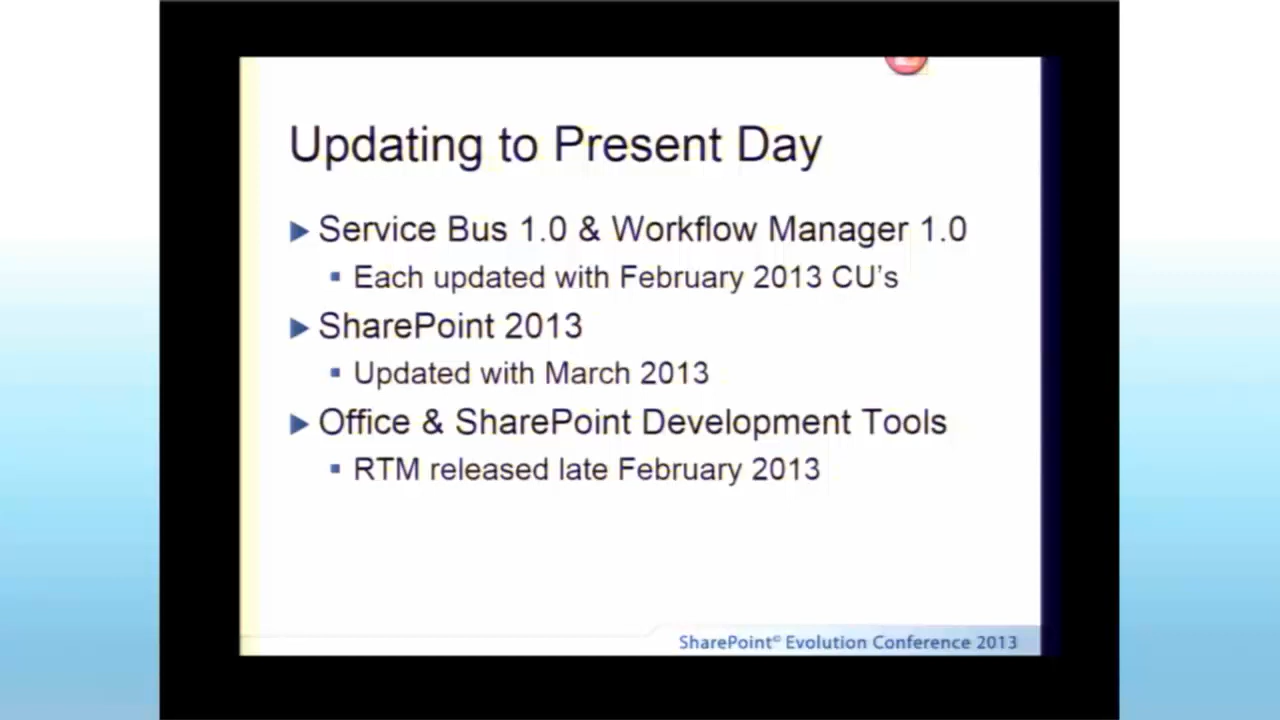 Updating to Present Day
Service Bus 1.0 & Workflow Manager 1.0
Each updated with February 2013 CU's
SharePoint 2013
Updated with March 2013
Office & SharePoint Development Tools
RTM released late February 2013
SharePoint© Evolution Conference 2013